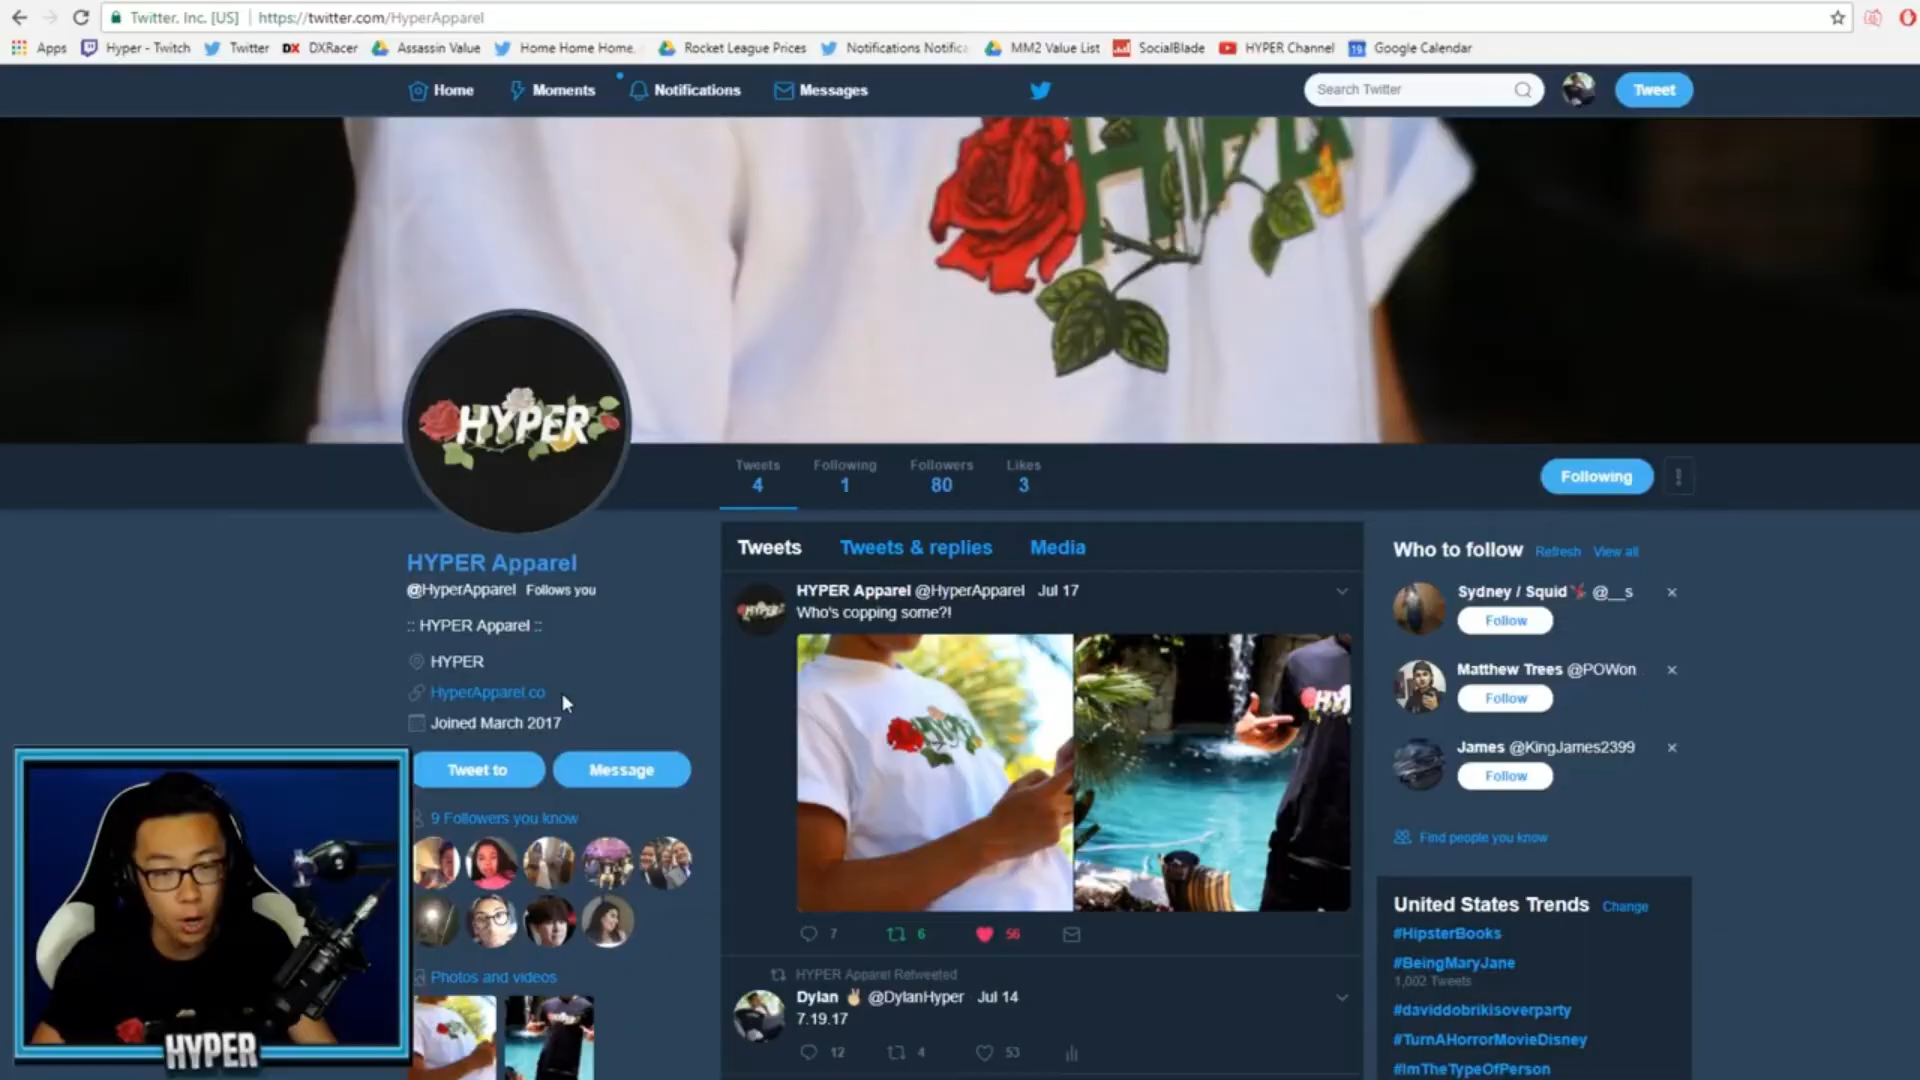 Twitter, Inc. [US] | https://twitter.com/HyperApparel
Apps Hyper - Twitch Twitter DX DXRacer Assassin Value Home Home Home. Rocket League Prices Notifications Notifica MM2 Value List SocialBlade HYPER Channel 19 Google Calendar
Home Moments Notifications Messages Search Twitter Tweet
HYPER
Tweets Following Followers Likes
4 1 80 3
Following
HYPER Apparel
@HyperApparel Follows you
:: HYPER Apparel ::
HYPER
HyperApparel.co
Joined March 2017
Tweet to Message
9 Followers you know
Photos and videos
Tweets Tweets & replies Media
HYPER
HYPER Apparel @HyperApparel Jul 17
Who's copping some?!
7 6 56
HYPER Apparel Retweeted
Dylan @DylanHyper Jul 14
7.19.17
12 4 53
Who to follow Refresh View all
Sydney / Squid @__s
Follow
Matthew Trees @POWon
Follow
James @KingJames2399
Follow
Find people you know
United States Trends Change
#HipsterBooks
#BeingMaryJane
1,002 Tweets
#daviddobrikisoverparty
#TurnAHorrorMovieDisney
#ImTheTypeOfPerson
HYPER